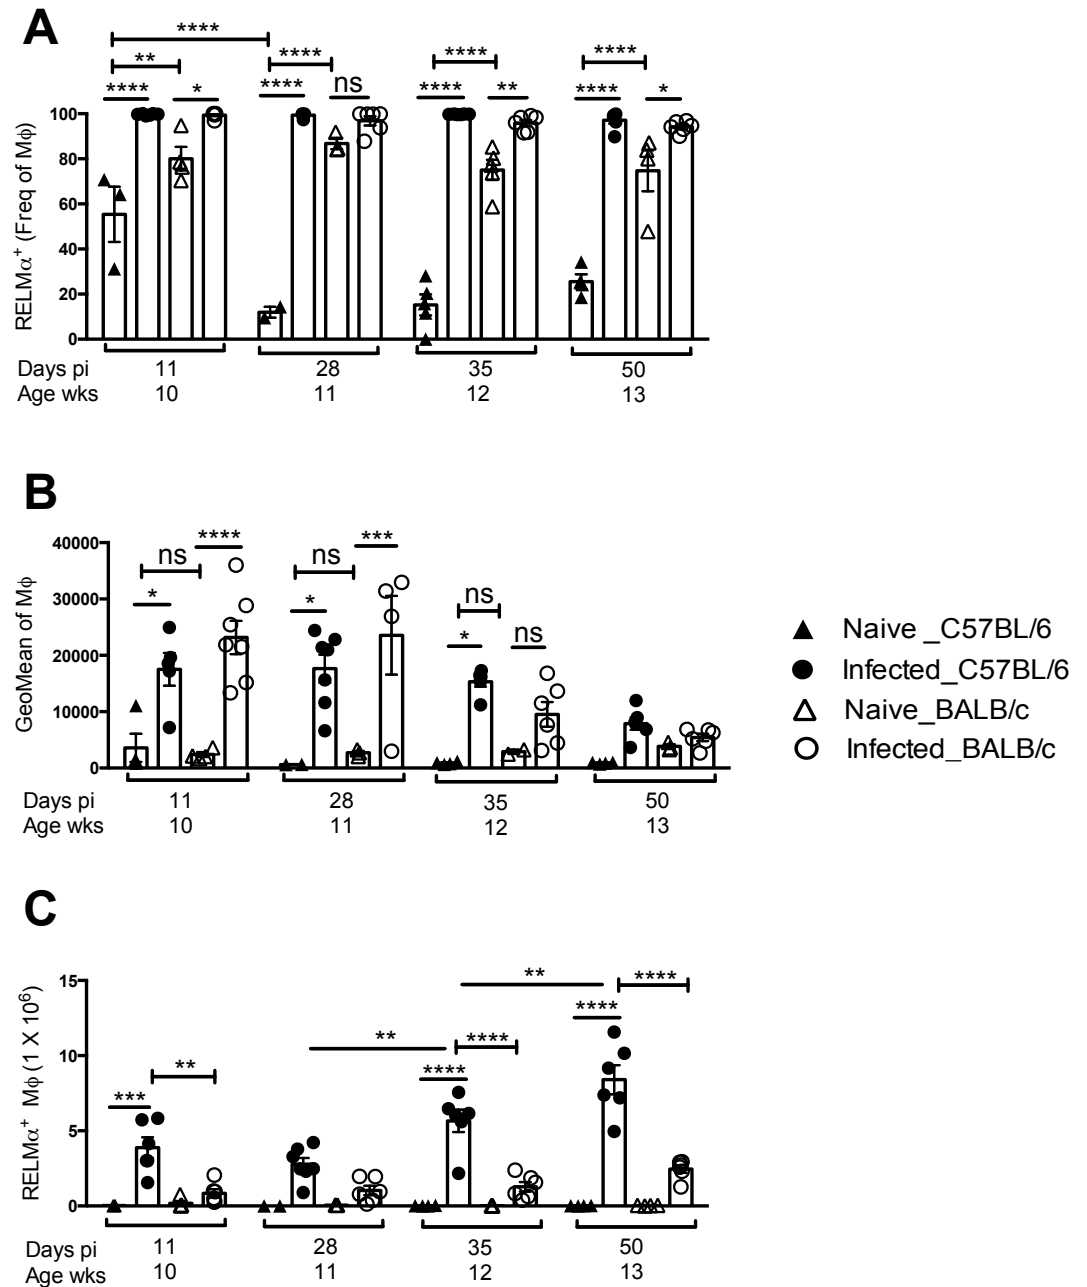 A
****
** **** **** ****
**** * **** ns **** ** **** *
RELMα⁺ (Freq of Mϕ)
100
80
60
40
20
0
Days pi 11 28 35 50
Age wks 10 11 12 13
B
**** ***
ns ns ns
* * * ns
GeoMean of Mϕ
40000
30000
20000
10000
0
Days pi 11 28 35 50
Age wks 10 11 12 13
Naive _C57BL/6
Infected_C57BL/6
Naive_BALB/c
Infected_BALB/c
C
** ****
****
** ****
** ****
***
RELMα⁺ Mϕ (1 X 10⁶)
15
10
5
0
Days pi 11 28 35 50
Age wks 10 11 12 13